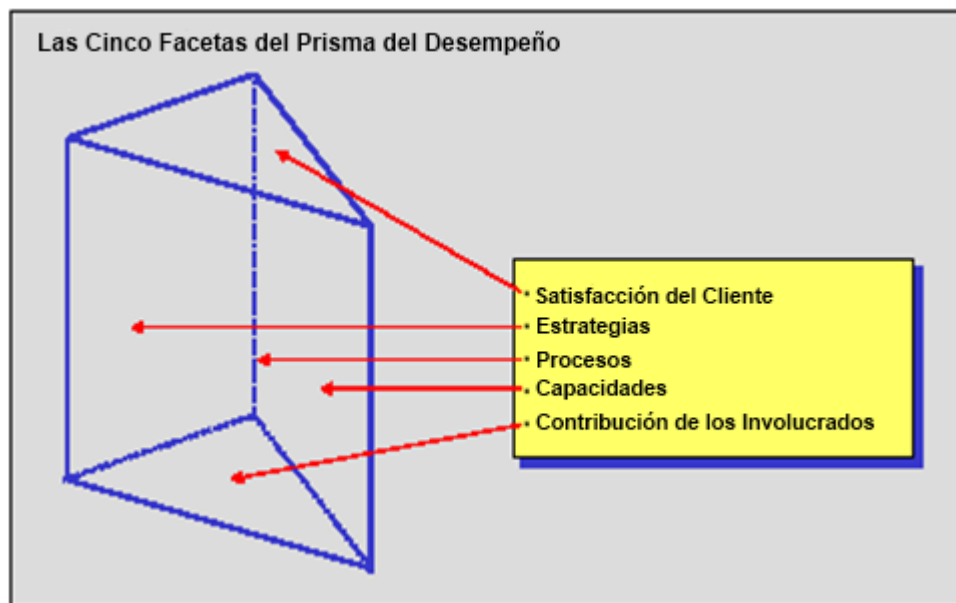 Las Cinco Facetas del Prisma del Desempeño
Satisfacción del Cliente
Estrategias
Procesos
Capacidades
Contribución de los Involucrados